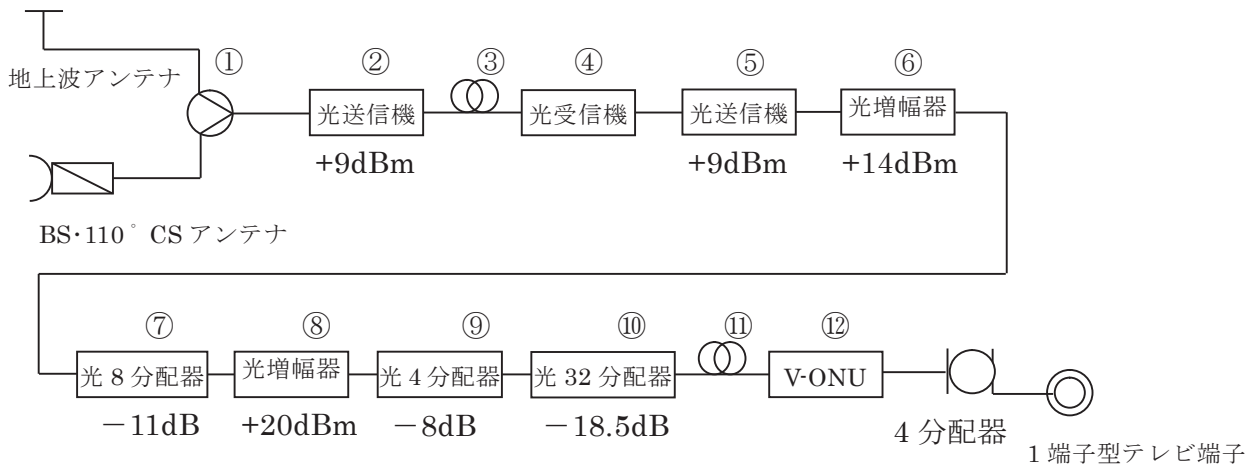 ① ② ③ ④ ⑤ ⑥
地上波アンテナ
光送信機 光受信機 光送信機 光増幅器
+9dBm +9dBm +14dBm
BS・110°CSアンテナ
⑦ ⑧ ⑨ ⑩ ⑪ ⑫
光8分配器 光増幅器 光4分配器 光32分配器 V-ONU
－11dB +20dBm －8dB －18.5dB 4分配器
1端子型テレビ端子